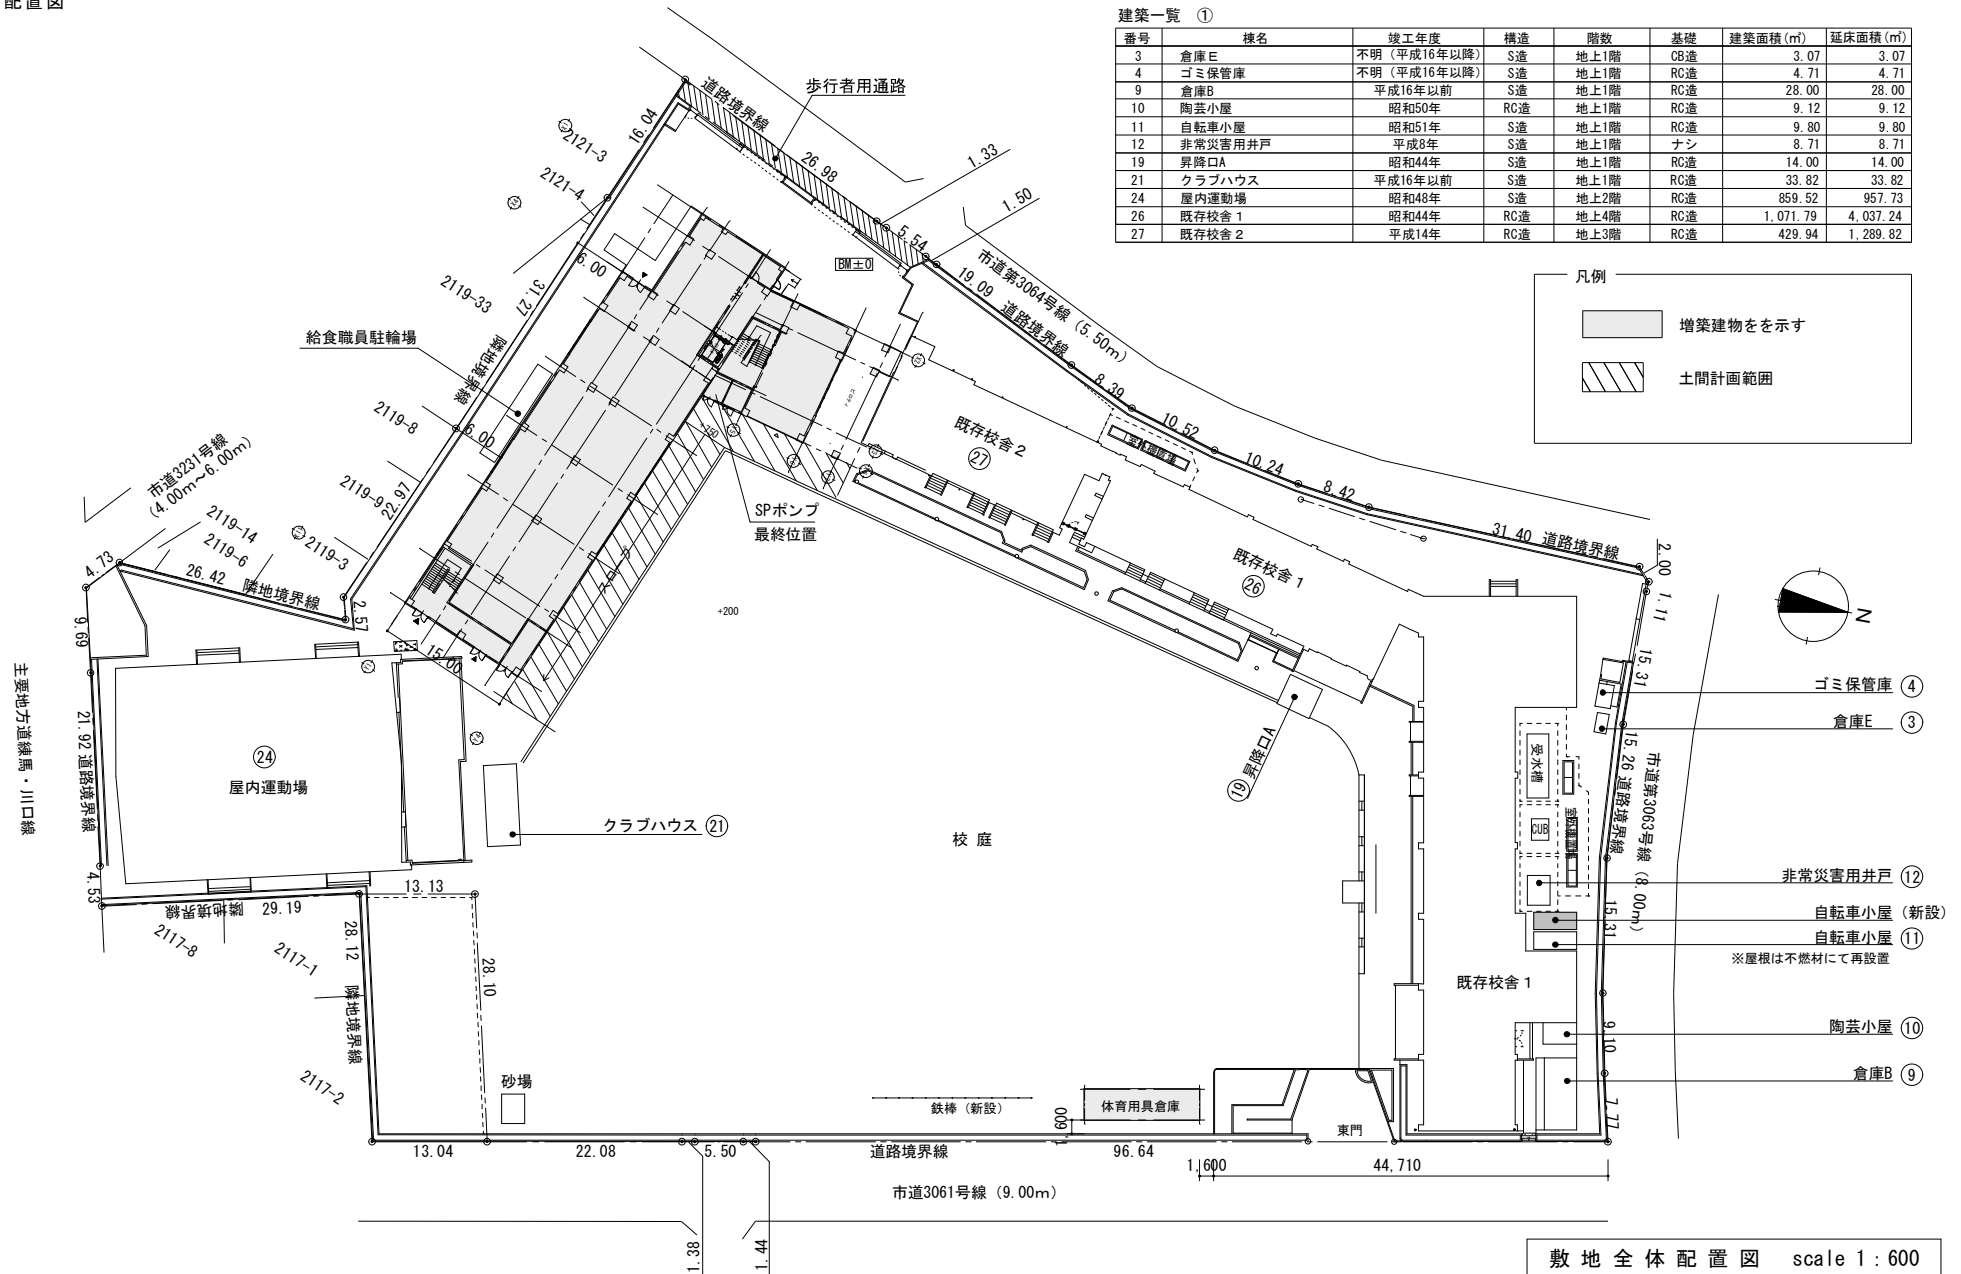 配置図
建築一覧 ①
番号 棟名 竣工年度 構造 階数 基礎 建築面積(㎡) 延床面積(㎡)
3 倉庫E 不明（平成16年以降） S造 地上1階 CB造 3.07 3.07
4 ゴミ保管庫 不明（平成16年以降） S造 地上1階 RC造 4.71 4.71
9 倉庫B 平成16年以前 S造 地上1階 RC造 28.00 28.00
10 陶芸小屋 昭和50年 RC造 地上1階 RC造 9.12 9.12
11 自転車小屋 昭和51年 S造 地上1階 RC造 9.80 9.80
12 非常災害用井戸 平成8年 S造 地上1階 ナシ 8.71 8.71
19 昇降口A 昭和44年 S造 地上1階 RC造 14.00 14.00
21 クラブハウス 平成16年以前 S造 地上1階 RC造 33.82 33.82
24 屋内運動場 昭和48年 S造 地上2階 RC造 859.52 957.73
26 既存校舎1 昭和44年 RC造 地上4階 RC造 1,071.79 4,037.24
27 既存校舎2 平成14年 RC造 地上3階 RC造 429.94 1,289.82
凡例
増築建物をを示す
土間計画範囲
歩行者用通路
道路境界線
16.04
26.98
1.33
1.50
5.54
BM±0
2121-3
2121-4
2119-33
31.27
6.00
隣地境界線
給食職員駐輪場
2119-8
6.00
2119-9
22.97
市道3231号線
(4.00m～6.00m)
2119-14
2119-6
2119-3
4.73
26.42
隣地境界線
2.57
9.69
15.00
19.09
道路境界線
市道第3064号線（5.50m）
8.39
10.52
10.24
8.42
31.40
道路境界線
2.00
1.11
15.31
既存校舎2
㉗
既存校舎1
㉖
SPポンプ
最終位置
+150
+200
N
ゴミ保管庫 ④
倉庫E ③
受水槽
CUB
15.26
道路境界線
市道第3063号線（8.00m）
⑲昇降口A
主要地方道練馬・川口線
21.92
道路境界線
㉔
屋内運動場
クラブハウス ㉑
校庭
非常災害用井戸 ⑫
自転車小屋（新設）
自転車小屋 ⑪
※屋根は不燃材にて再設置
15.31
既存校舎1
陶芸小屋 ⑩
9.10
倉庫B ⑨
7.77
4.53
隣地境界線
29.19
13.13
2117-8
2117-1
28.12
28.10
隣地境界線
2117-2
砂場
鉄棒（新設）
体育用具倉庫
1,600
東門
13.04
22.08
5.50
道路境界線
96.64
1,600
44,710
市道3061号線（9.00m）
1.38
1.44
敷地全体配置図 scale 1：600